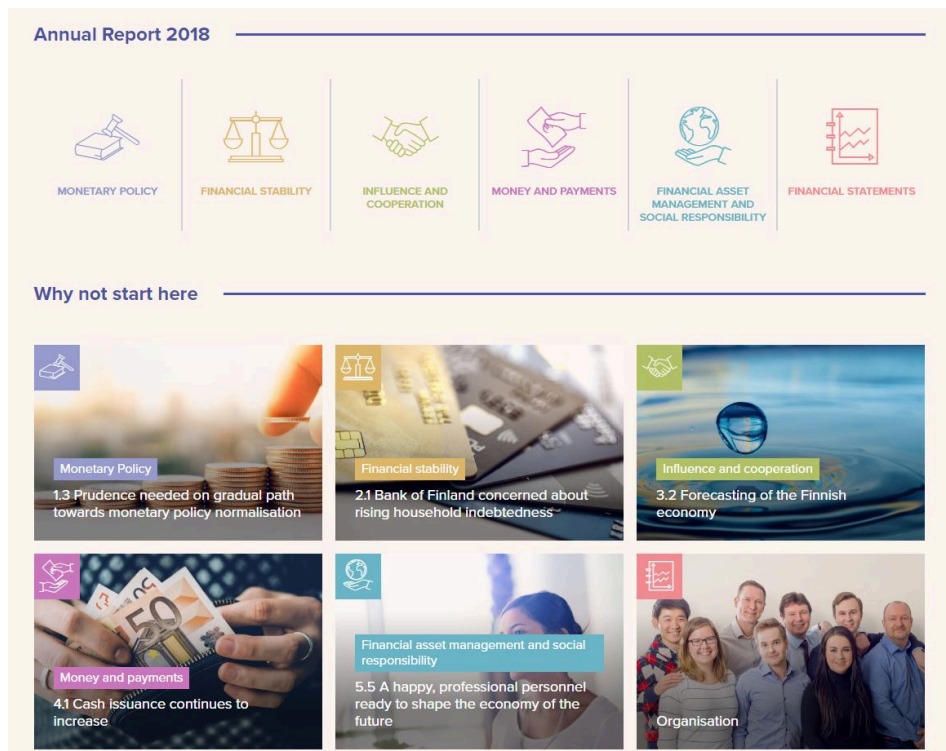 Annual Report 2018
MONETARY POLICY
FINANCIAL STABILITY
INFLUENCE AND
COOPERATION
MONEY AND PAYMENTS
FINANCIAL ASSET
MANAGEMENT AND
SOCIAL RESPONSIBILITY
FINANCIAL STATEMENTS
Why not start here
Monetary Policy
1.3 Prudence needed on gradual path
towards monetary policy normalisation
Financial stability
2.1 Bank of Finland concerned about
rising household indebtedness
Influence and cooperation
3.2 Forecasting of the Finnish
economy
50
Money and payments
4.1 Cash issuance continues to
increase
Financial asset management and social
responsibility
5.5 A happy, professional personnel
ready to shape the economy of the
future
Organisation